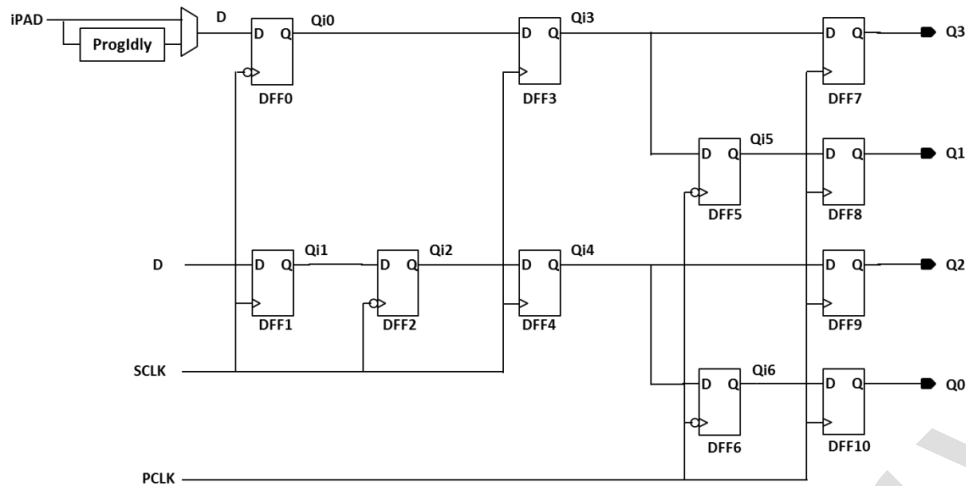 iPAD
D
Qi0
Qi3
Q3
ProgIdly
D Q
D Q
D Q
DFF0
DFF3
DFF7
Qi5
Q1
D Q
D Q
DFF5
DFF8
D
Qi1
Qi2
Qi4
Q2
D Q
D Q
D Q
D Q
DFF1
DFF2
DFF4
DFF9
SCLK
Qi6
Q0
D Q
D Q
DFF6
DFF10
PCLK